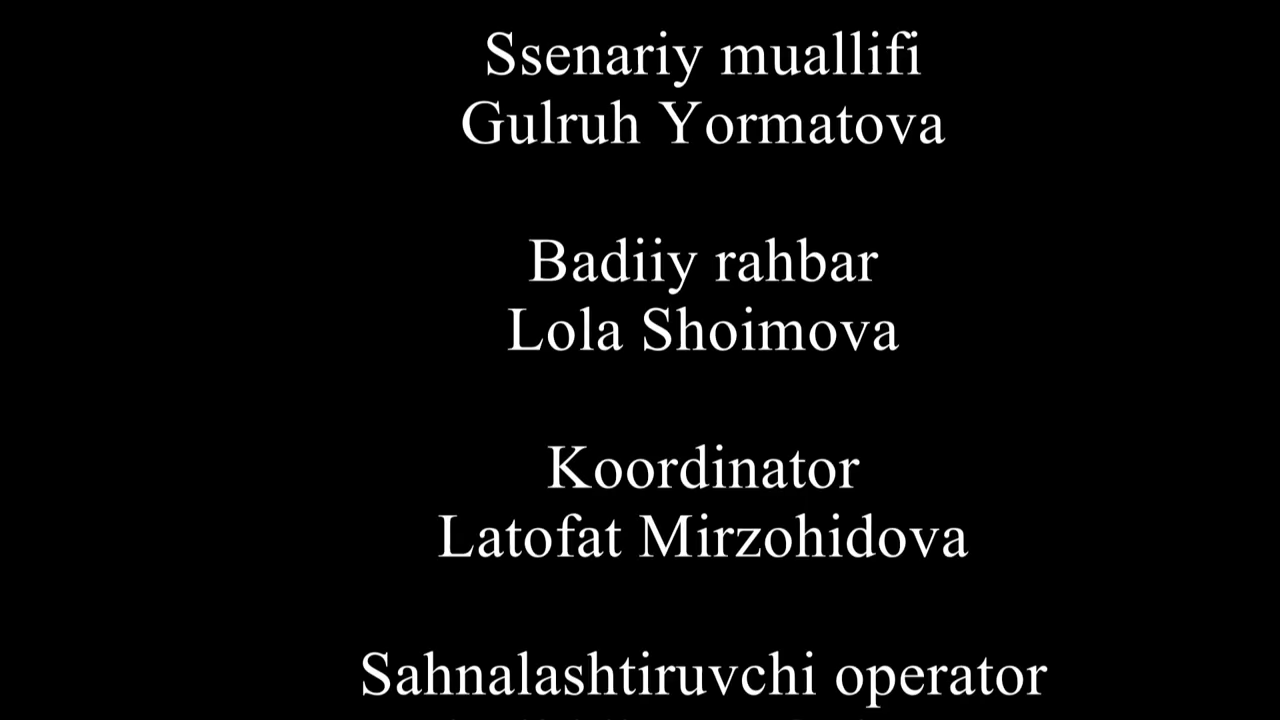 Ssenariy muallifi
Gulruh Yormatova
Badiiy rahbar
Lola Shoimova
Koordinator
Latofat Mirzohidova
Sahnalashtiruvchi operator